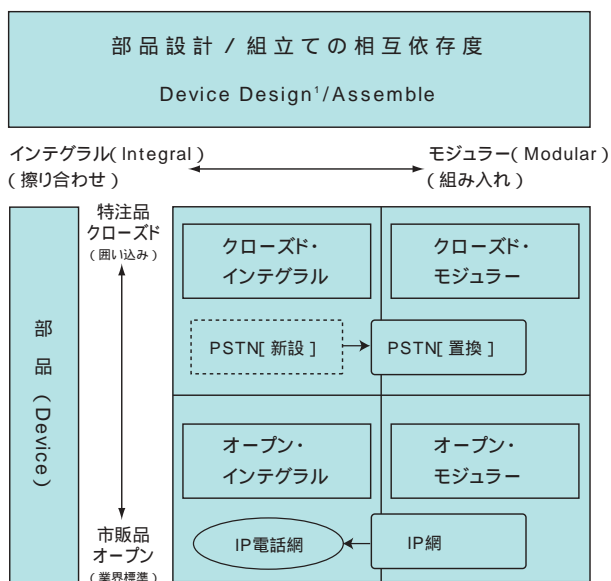 部品設計 / 組立ての相互依存度
Device Design¹/Assemble
インテグラル( Integral )
(擦り合わせ)
モジュラー( Modular )
(組み入れ)
部品(Device)
特注品
クローズド
(囲い込み)
市販品
オープン
(業界標準)
クローズド・
インテグラル
クローズド・
モジュラー
PSTN[ 新設 ]
PSTN[ 置換 ]
オープン・
インテグラル
オープン・
モジュラー
IP電話網
IP網